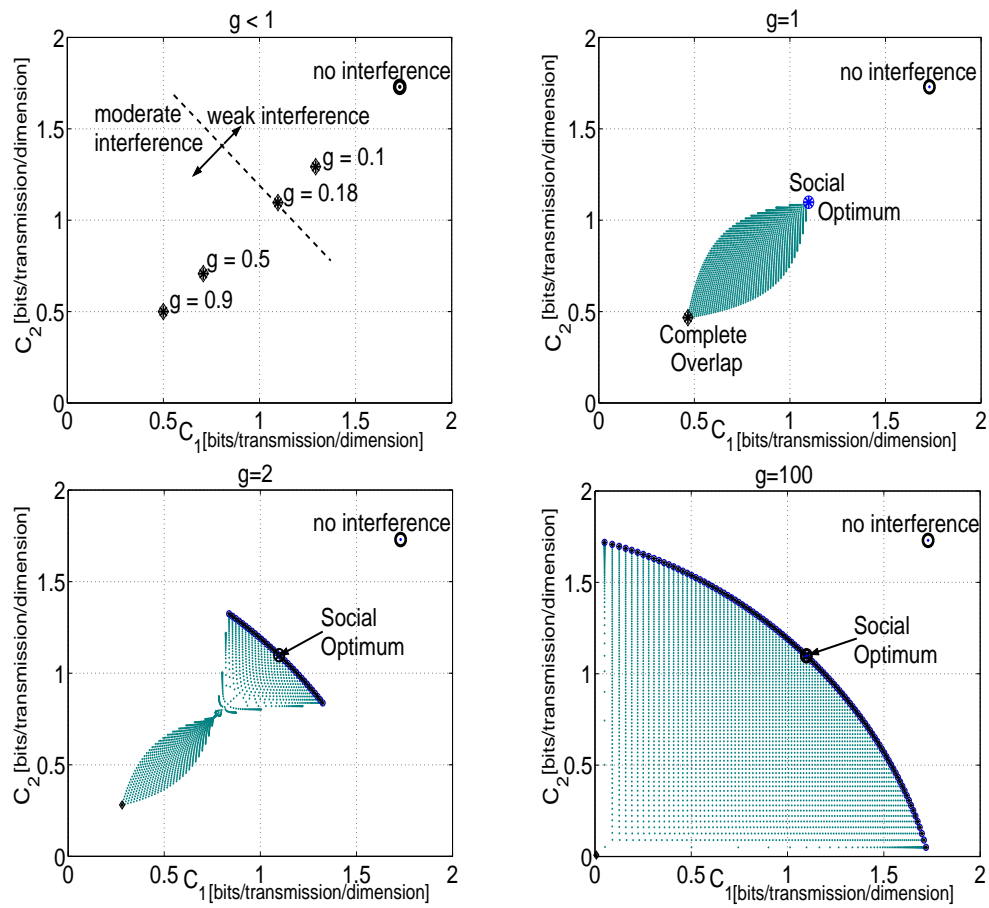 g < 1
2
1.5
1
0.5
0
C2 [bits/transmission/dimension]
no interference
moderate
interference
weak interference
g = 0.1
g = 0.18
g = 0.5
g = 0.9
0
0.5
1
1.5
2
C1[bits/transmission/dimension]
g=1
2
1.5
1
0.5
0
C2 [bits/transmission/dimension]
no interference
Social
Optimum
Complete
Overlap
0
0.5
1
1.5
2
C1[bits/transmission/dimension]
g=2
2
1.5
1
0.5
0
C2 [bits/transmission/dimension]
no interference
Social
Optimum
0
0.5
1
1.5
2
C1[bits/transmission/dimension]
g=100
2
1.5
1
0.5
0
C2 [bits/transmission/dimension]
no interference
Social
Optimum
0
0.5
1
1.5
2
C1[bits/transmission/dimension]